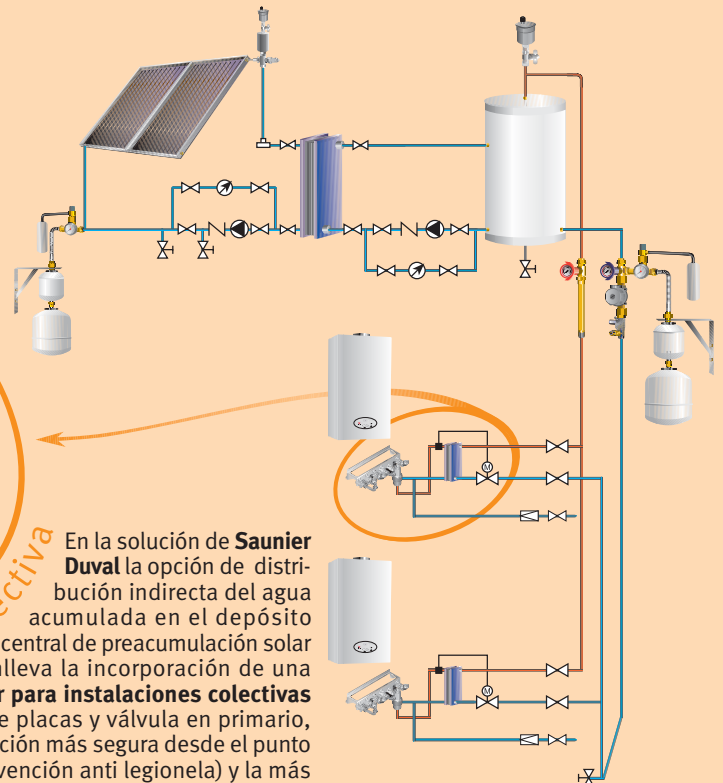 ectiva
En la solución de Saunier
Duval la opción de distri-
bución indirecta del agua
acumulada en el depósito
central de preacumulación solar
lleva la incorporación de una
para instalaciones colectivas
placas y válvula en primario,
más segura desde el punto
anti legionela) y la más
M
M